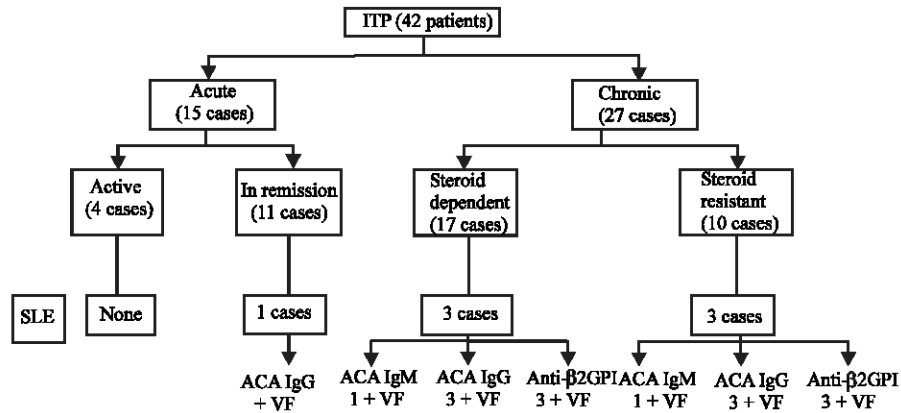 ITP (42 patients)
Acute
(15 cases)
Chronic
(27 cases)
Active
(4 cases)
In remission
(11 cases)
Steroid
dependent
(17 cases)
Steroid
resistant
(10 cases)
SLE
None
1 cases
3 cases
3 cases
ACA IgG
+ VF
ACA IgM
1 + VF
ACA IgG
3 + VF
Anti-β2GPI
3 + VF
ACA IgM
1 + VF
ACA IgG
3 + VF
Anti-β2GPI
3 + VF